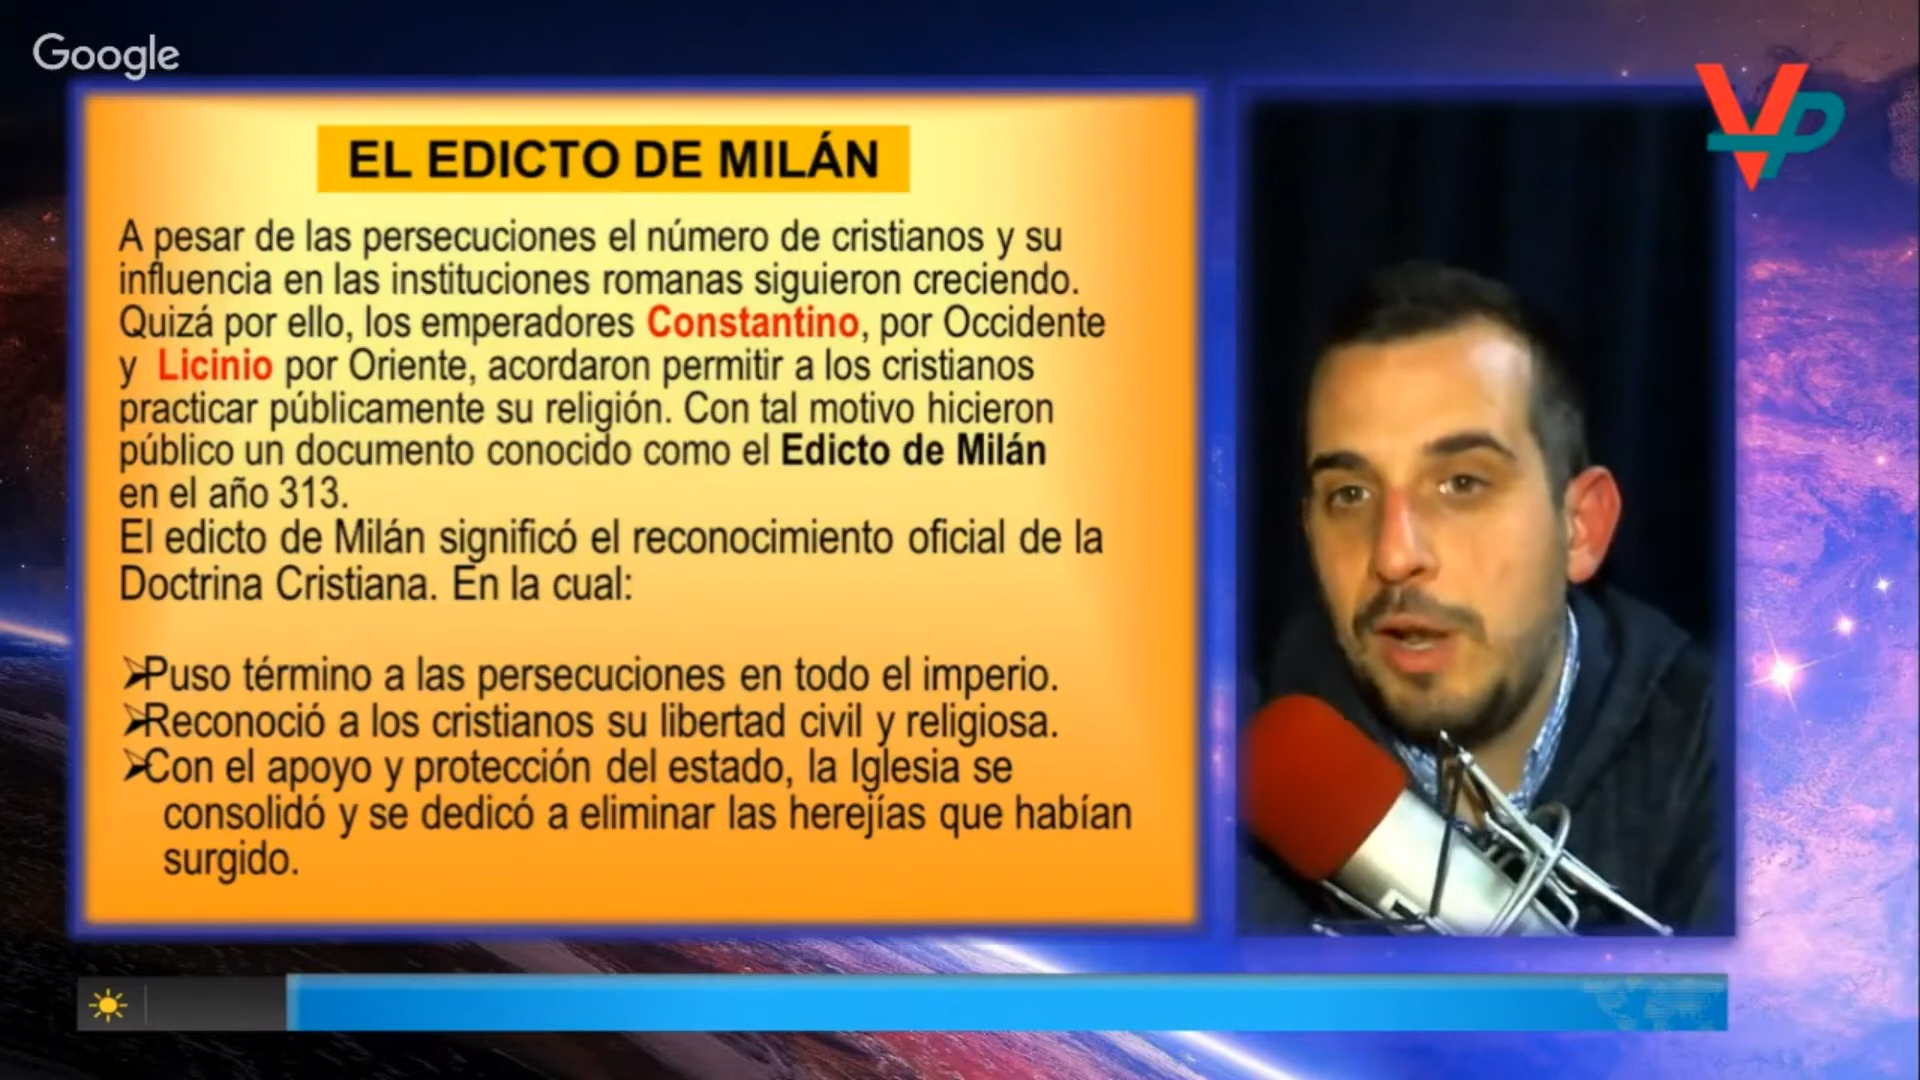 Google
VP
EL EDICTO DE MILÁN
A pesar de las persecuciones el número de cristianos y su
influencia en las instituciones romanas siguieron creciendo.
Quizá por ello, los emperadores Constantino, por Occidente
y Licinio por Oriente, acordaron permitir a los cristianos
practicar públicamente su religión. Con tal motivo hicieron
público un documento conocido como el Edicto de Milán
en el año 313.
El edicto de Milán significó el reconocimiento oficial de la
Doctrina Cristiana. En la cual:
➢Puso término a las persecuciones en todo el imperio.
➢Reconoció a los cristianos su libertad civil y religiosa.
➢Con el apoyo y protección del estado, la Iglesia se
consolidó y se dedicó a eliminar las herejías que habían
surgido.